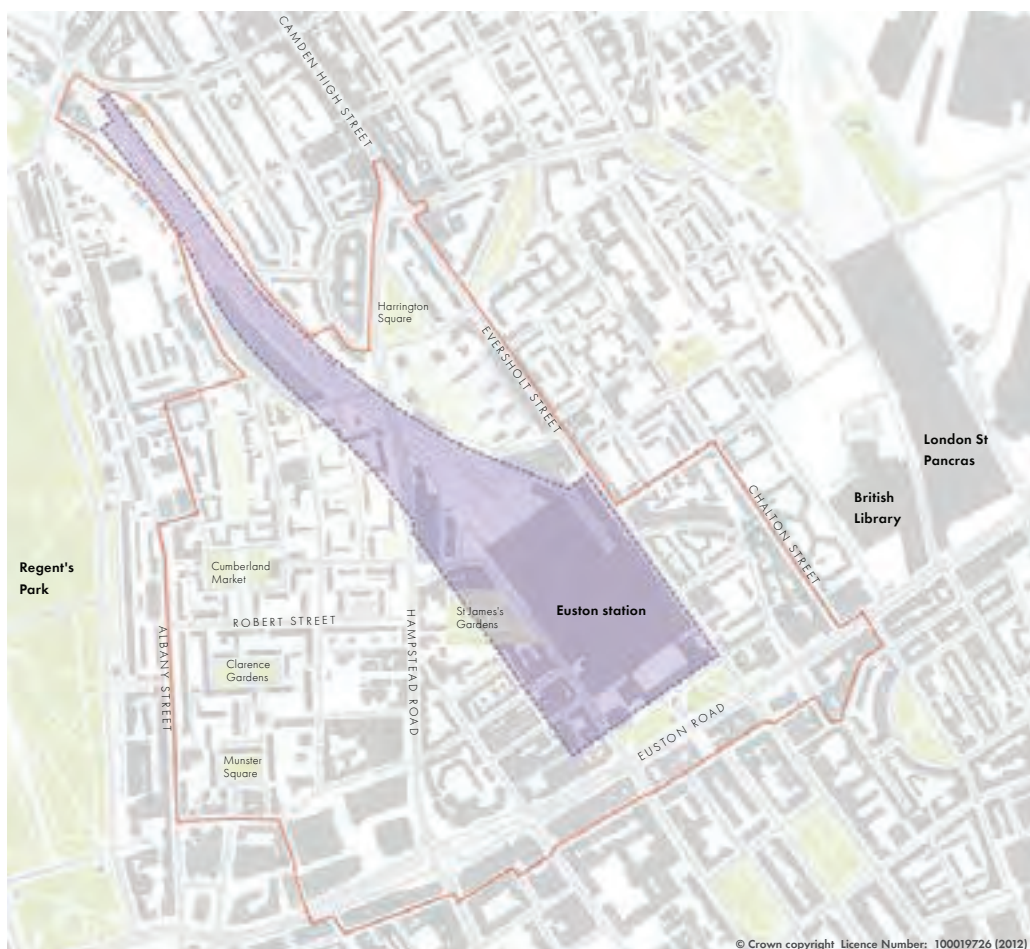 CAMDEN HIGH STREET
Harrington
Square
EVERSHOLT STREET
London St
Pancras
CHALTON STREET
British
Library
Regent's
Park
Cumberland
Market
St James's
Gardens
Euston station
ROBERT STREET
HAMPSTEAD ROAD
ALBANY STREET
Clarence
Gardens
EUSTON ROAD
Munster
Square
© Crown copyright Licence Number: 100019726 (2012)